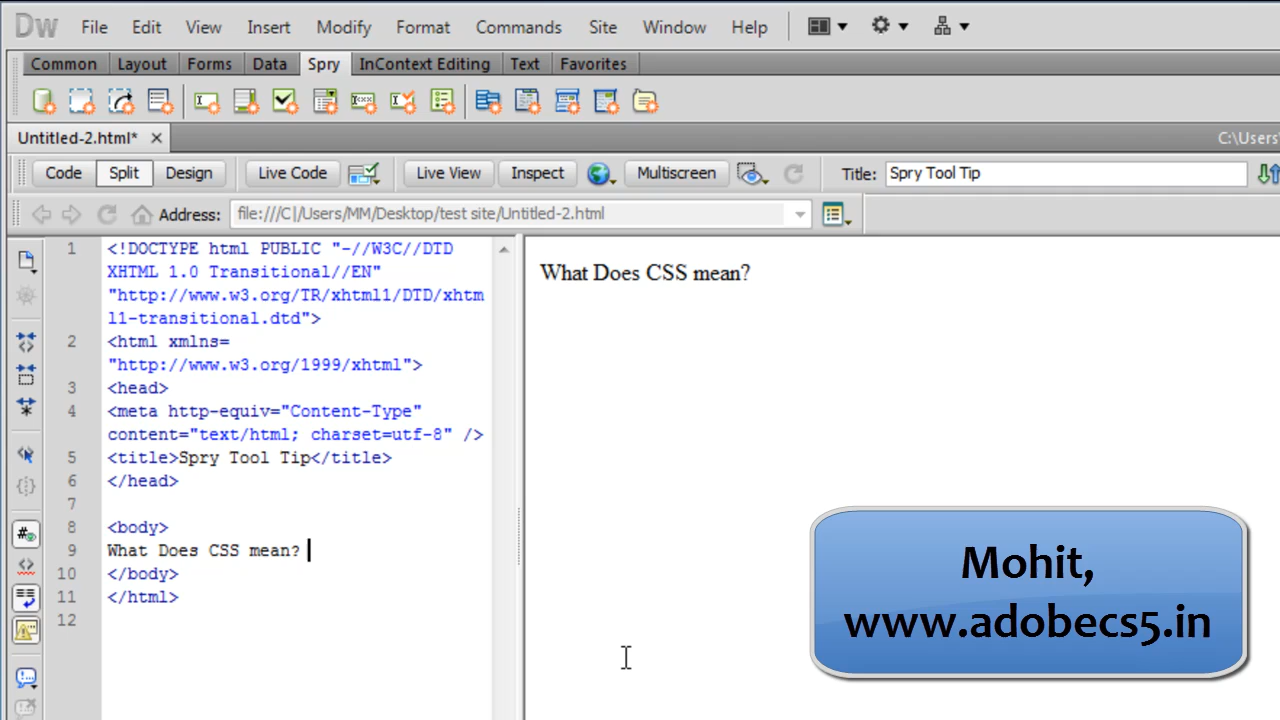 Dw File Edit View Insert Modify Format Commands Site Window Help
Common Layout Forms Data Spry InContext Editing Text Favorites
Untitled-2.html* ×
C:\Users
Code Split Design Live Code Live View Inspect Multiscreen Title: Spry Tool Tip
Address: file:///C|/Users/MM/Desktop/test site/Untitled-2.html
1 <!DOCTYPE html PUBLIC "-//W3C//DTD
XHTML 1.0 Transitional//EN"
"http://www.w3.org/TR/xhtml1/DTD/xhtm
l1-transitional.dtd">
2 <html xmlns=
"http://www.w3.org/1999/xhtml">
3 <head>
4 <meta http-equiv="Content-Type"
content="text/html; charset=utf-8" />
5 <title>Spry Tool Tip</title>
6 </head>
7
8 <body>
9 What Does CSS mean?
10 </body>
11 </html>
12
What Does CSS mean?
Mohit,
www.adobecs5.in